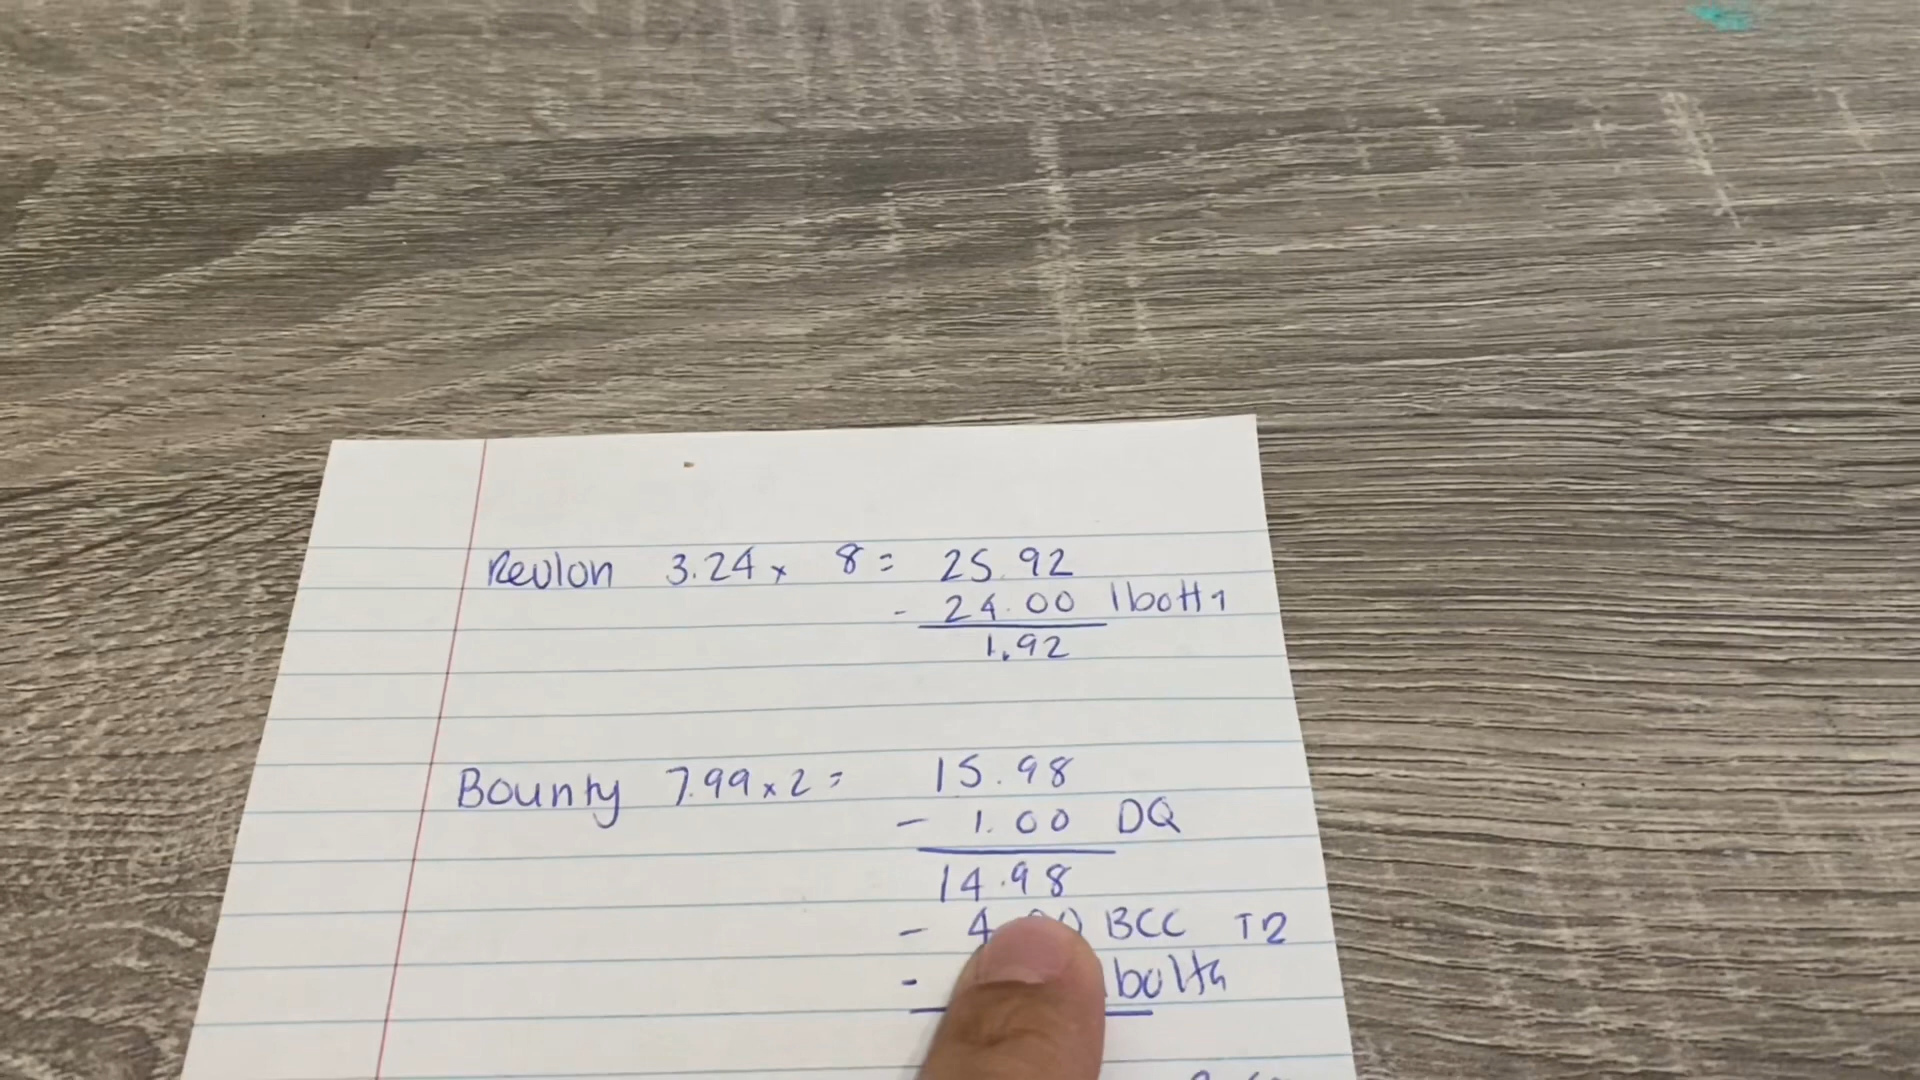 Revlon 3.24 x 8 = 25.92
- 24.00 Ibotta
1.92
Bounty 7.99 x 2 = 15.98
- 1.00 DQ
14.98
- 4 BCC T2
- Ibotta